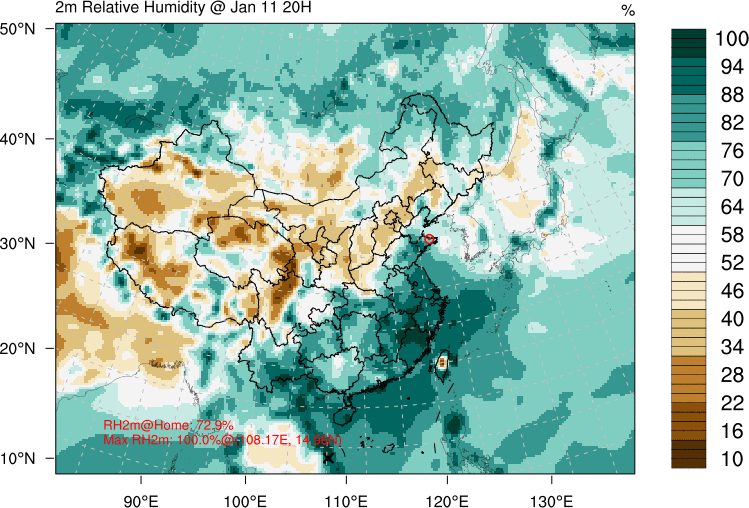 2m Relative Humidity @ Jan 11 20H
%
50°N
40°N
30°N
20°N
10°N
90°E
100°E
110°E
120°E
130°E
RH2m@Home: 72.9%
Max RH2m: 100.0%@(108.17E, 14.98N)
100
94
88
82
76
70
64
58
52
46
40
34
28
22
16
10